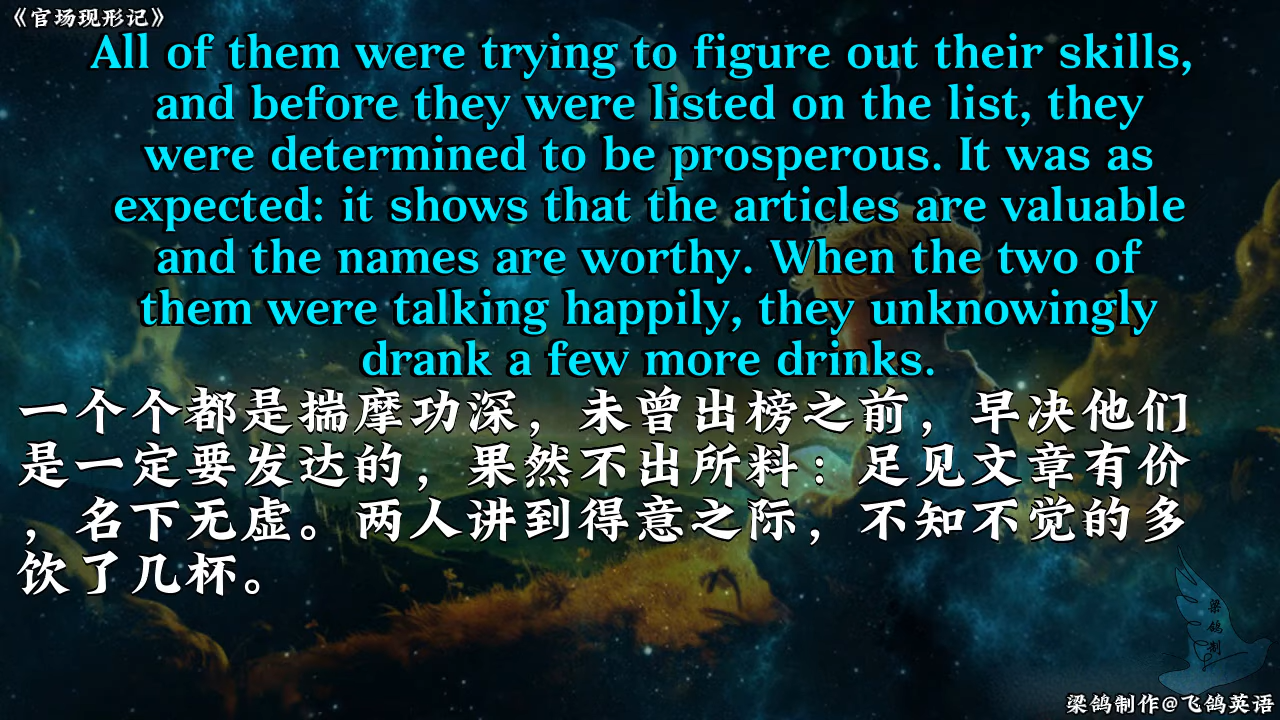 《官场现形记》
All of them were trying to figure out their skills,
and before they were listed on the list, they
were determined to be prosperous. It was as
expected: it shows that the articles are valuable
and the names are worthy. When the two of
them were talking happily, they unknowingly
drank a few more drinks.
一个个都是揣摩功深，未曾出榜之前，早决他们
是一定要发达的，果然不出所料：足见文章有价
，名下无虚。两人讲到得意之际，不知不觉的多
饮了几杯。
梁鸽制
梁鸽制作@飞鸽英语